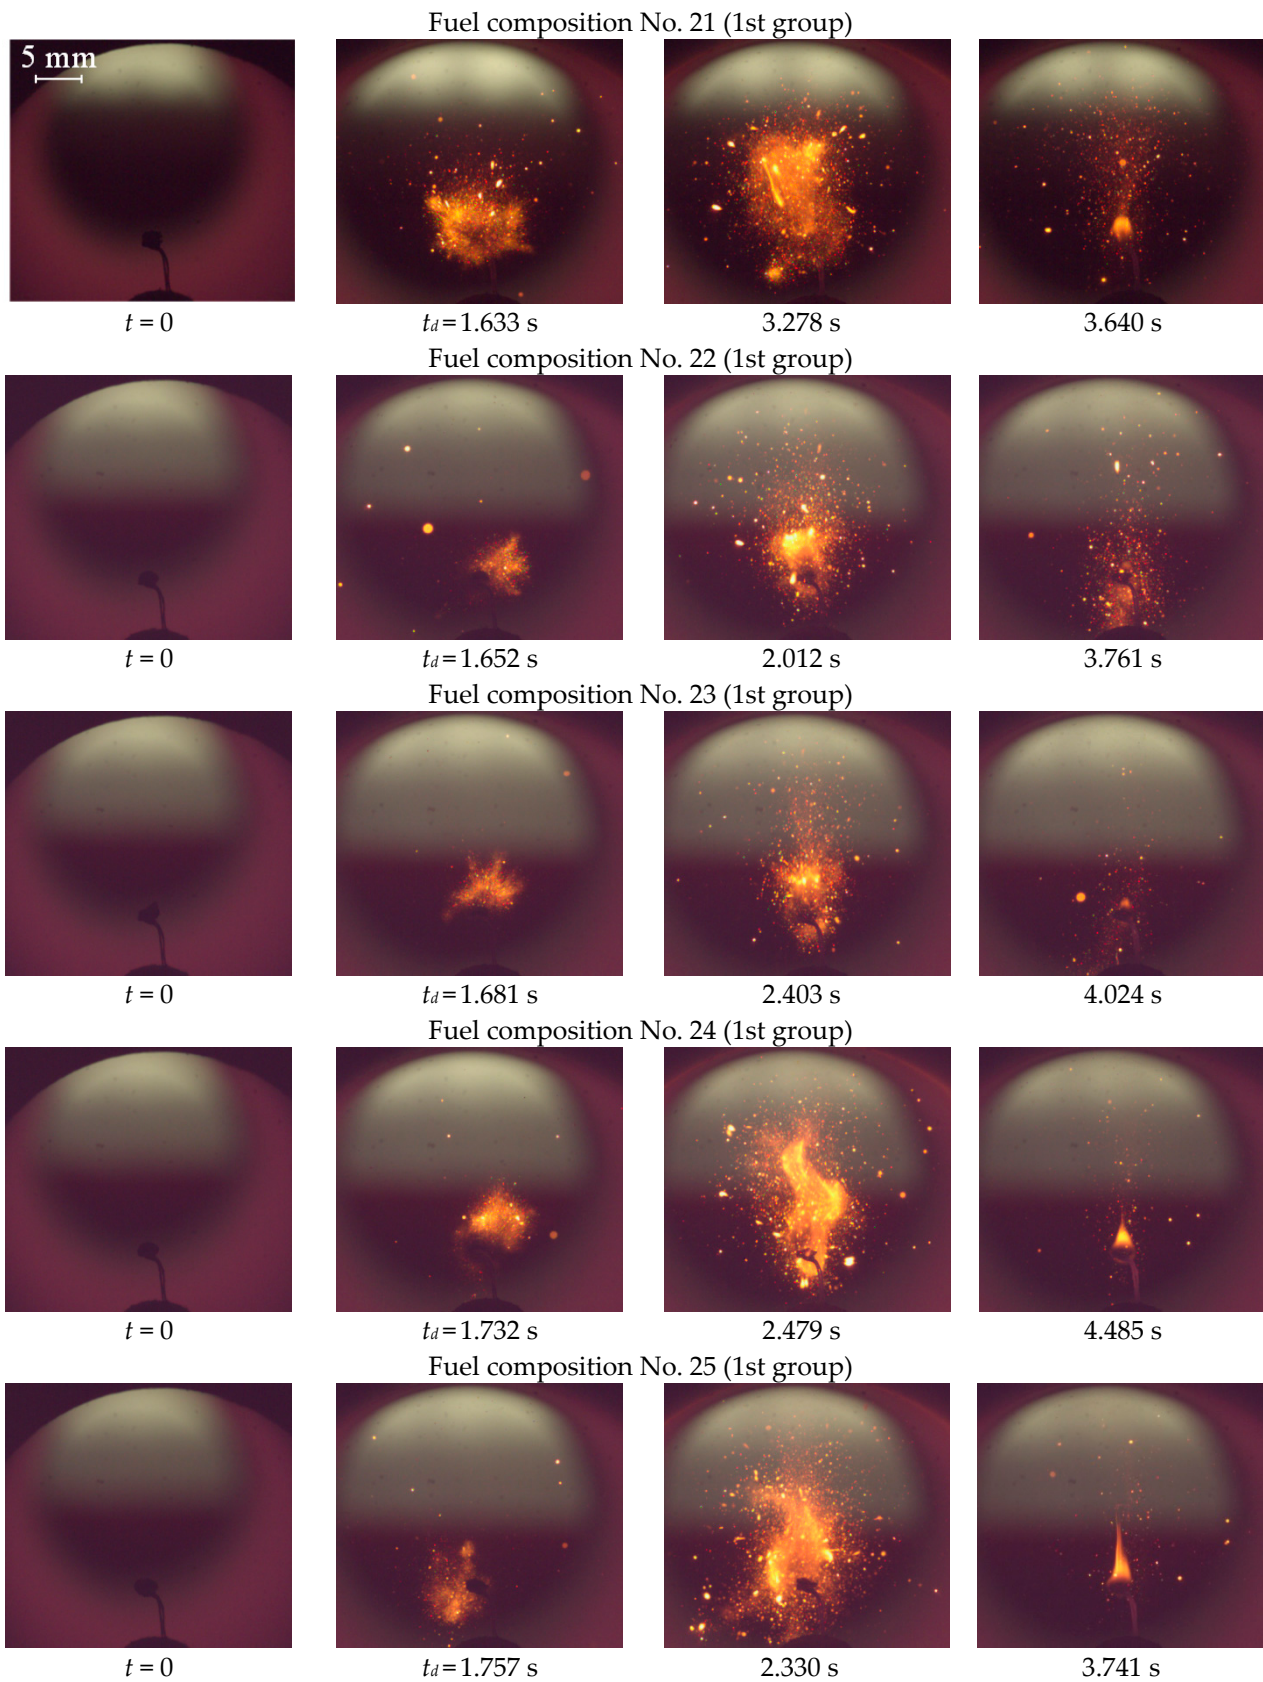 Fuel composition No. 21 (1st group)
5 mm
t = 0 td = 1.633 s 3.278 s 3.640 s
Fuel composition No. 22 (1st group)
t = 0 td = 1.652 s 2.012 s 3.761 s
Fuel composition No. 23 (1st group)
t = 0 td = 1.681 s 2.403 s 4.024 s
Fuel composition No. 24 (1st group)
t = 0 td = 1.732 s 2.479 s 4.485 s
Fuel composition No. 25 (1st group)
t = 0 td = 1.757 s 2.330 s 3.741 s